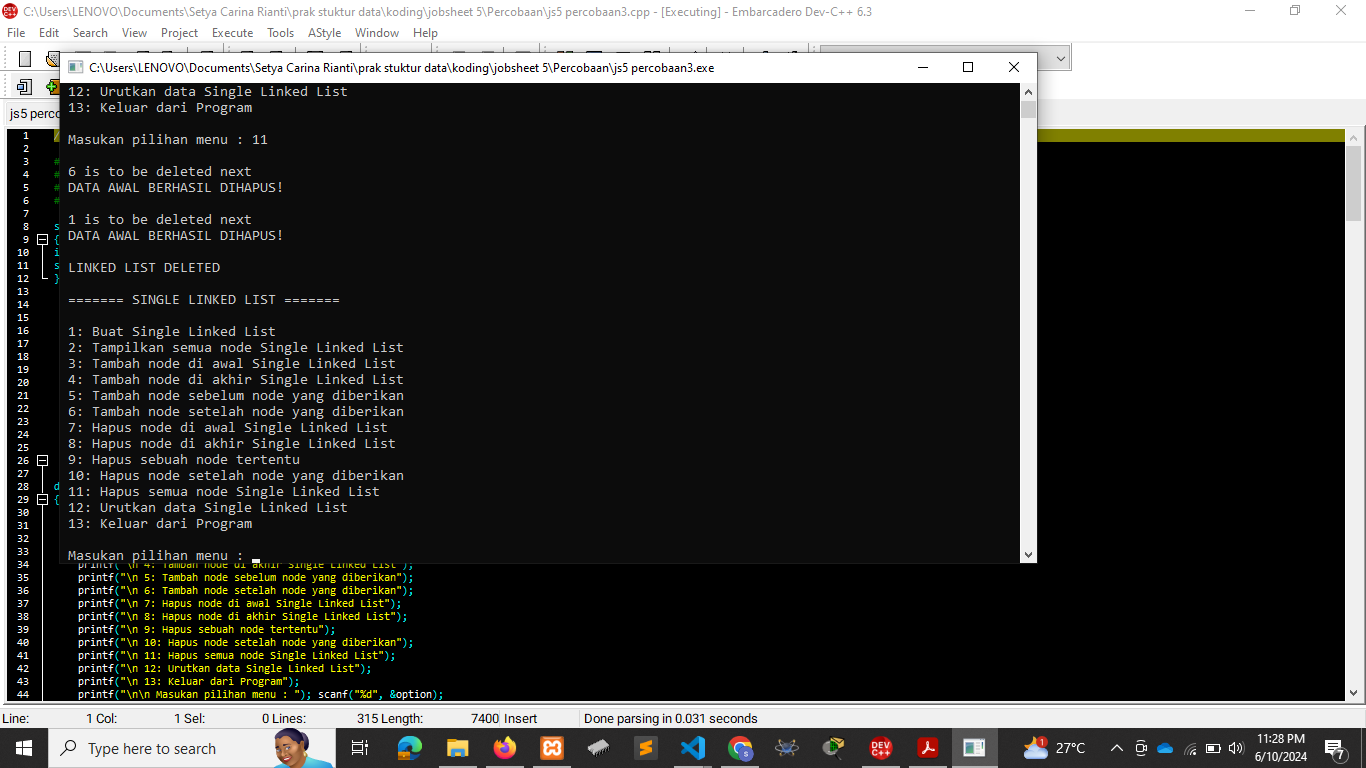 C:\Users\LENOVO\Documents\Setya Carina Rianti\prak stuktur data\koding\jobsheet 5\Percobaan\js5 percobaan3.cpp - [Executing] - Embarcadero Dev-C++ 6.3
File Edit Search View Project Execute Tools AStyle Window Help
C:\Users\LENOVO\Documents\Setya Carina Rianti\prak stuktur data\koding\jobsheet 5\Percobaan\js5 percobaan3.exe
js5 perco
12: Urutkan data Single Linked List
13: Keluar dari Program
Masukan pilihan menu : 11
6 is to be deleted next
DATA AWAL BERHASIL DIHAPUS!
1 is to be deleted next
DATA AWAL BERHASIL DIHAPUS!
LINKED LIST DELETED
======= SINGLE LINKED LIST =======
1: Buat Single Linked List
2: Tampilkan semua node Single Linked List
3: Tambah node di awal Single Linked List
4: Tambah node di akhir Single Linked List
5: Tambah node sebelum node yang diberikan
6: Tambah node setelah node yang diberikan
7: Hapus node di awal Single Linked List
8: Hapus node di akhir Single Linked List
9: Hapus sebuah node tertentu
10: Hapus node setelah node yang diberikan
11: Hapus semua node Single Linked List
12: Urutkan data Single Linked List
13: Keluar dari Program
Masukan pilihan menu :
1
2
3 #
4 #
5 #
6 #
7
8 s
9 {
10 i
11 s
12 }
13
14
15
16
17
18
19
20
21
22
23
24
25
26
27
28 d
29 {
30
31
32
33
34 printf("\n 4: Tambah node di akhir Single Linked List");
35 printf("\n 5: Tambah node sebelum node yang diberikan");
36 printf("\n 6: Tambah node setelah node yang diberikan");
37 printf("\n 7: Hapus node di awal Single Linked List");
38 printf("\n 8: Hapus node di akhir Single Linked List");
39 printf("\n 9: Hapus sebuah node tertentu");
40 printf("\n 10: Hapus node setelah node yang diberikan");
41 printf("\n 11: Hapus semua node Single Linked List");
42 printf("\n 12: Urutkan data Single Linked List");
43 printf("\n 13: Keluar dari Program");
44 printf("\n\n Masukan pilihan menu : "); scanf("%d", &option);
Line: 1 Col: 1 Sel: 0 Lines: 315 Length: 7400 Insert Done parsing in 0.031 seconds
Type here to search
27°C
11:28 PM
6/10/2024